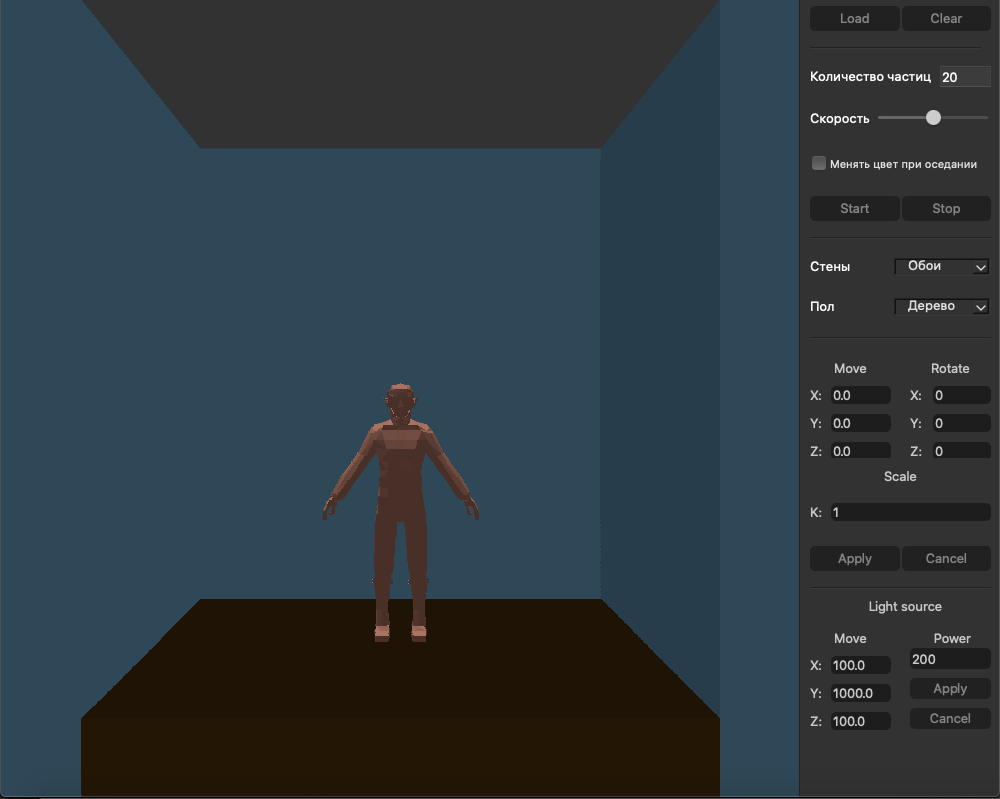 Load Clear
Количество частиц 20
Скорость
Менять цвет при оседании
Start Stop
Стены Обои
Пол Дерево
Move Rotate
X: 0.0 X: 0
Y: 0.0 Y: 0
Z: 0.0 Z: 0
Scale
K: 1
Apply Cancel
Light source
Move Power
X: 100.0 200
Y: 1000.0 Apply
Z: 100.0 Cancel